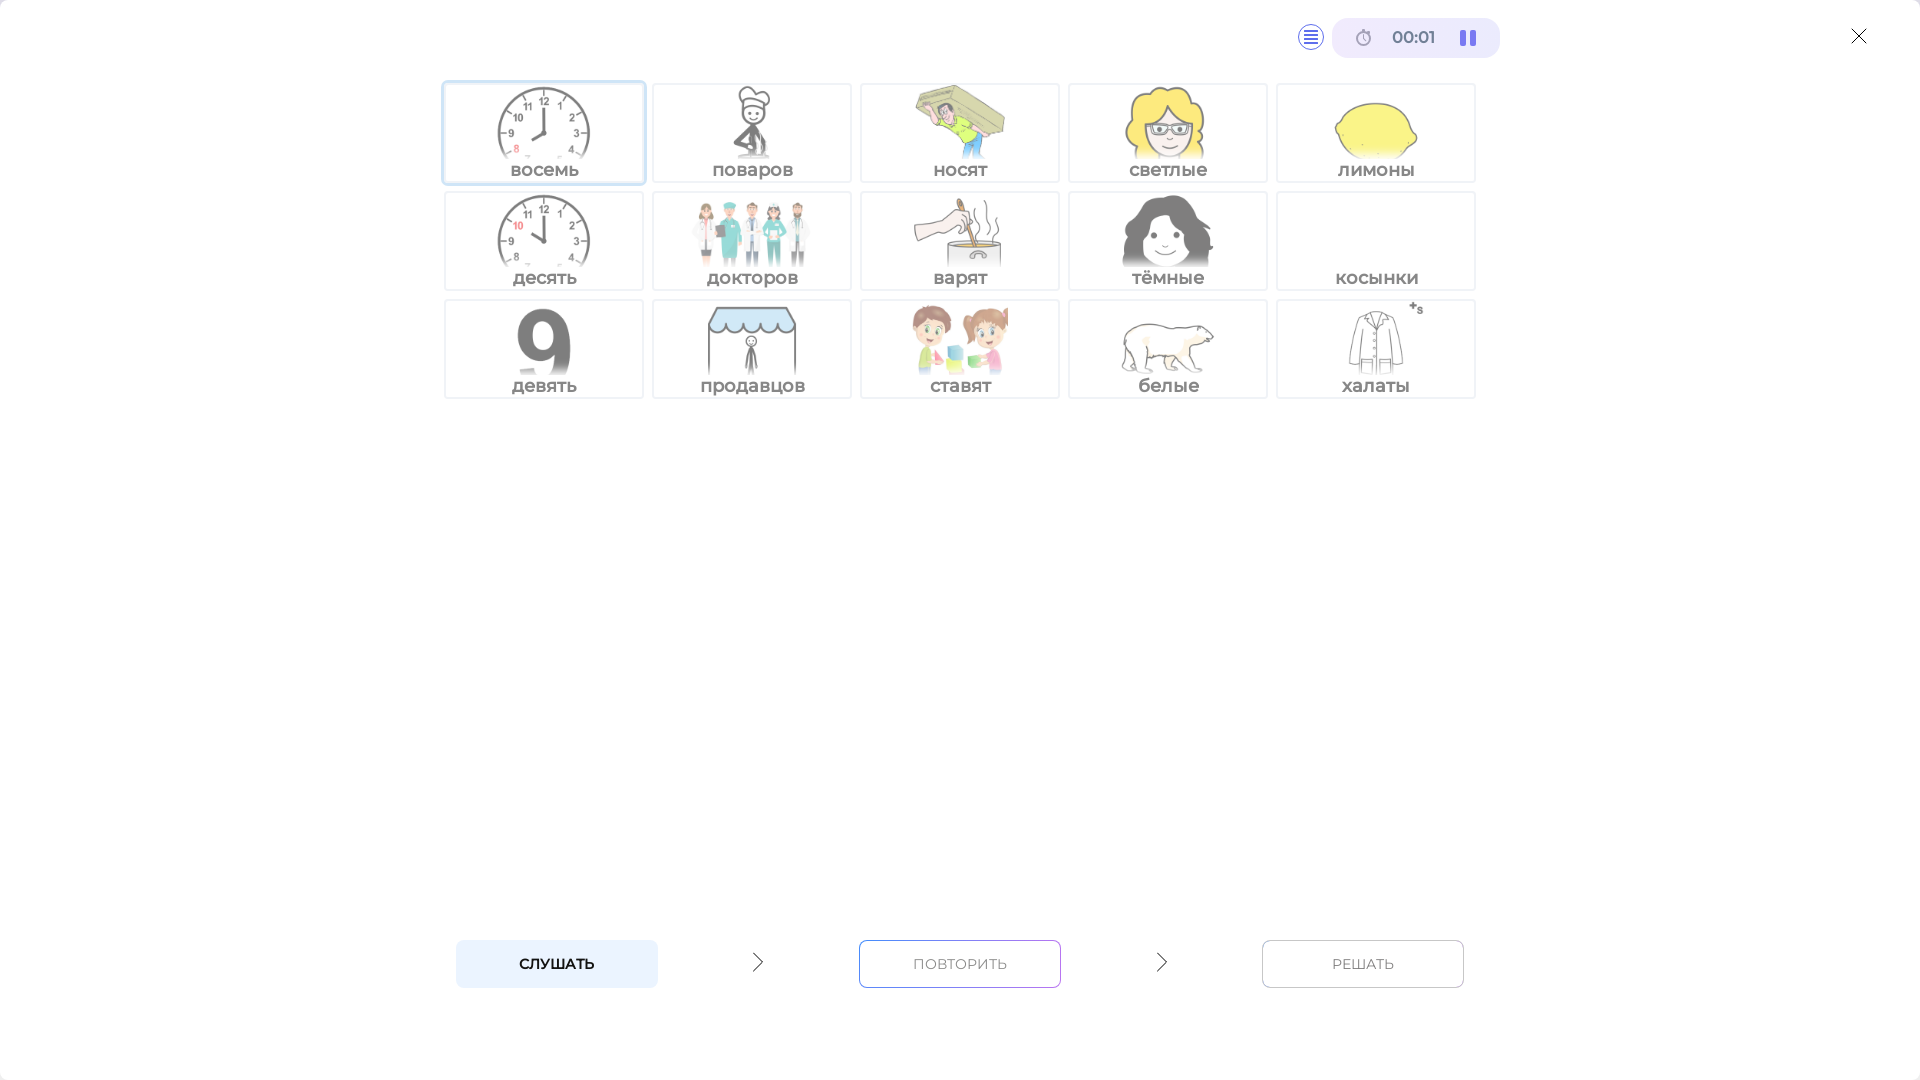 00:01
восемь поваров носят светлые лимоны
десять докторов варят тёмные косынки
девять продавцов ставят белые халаты
СЛУШАТЬ ПОВТОРИТЬ РЕШАТЬ